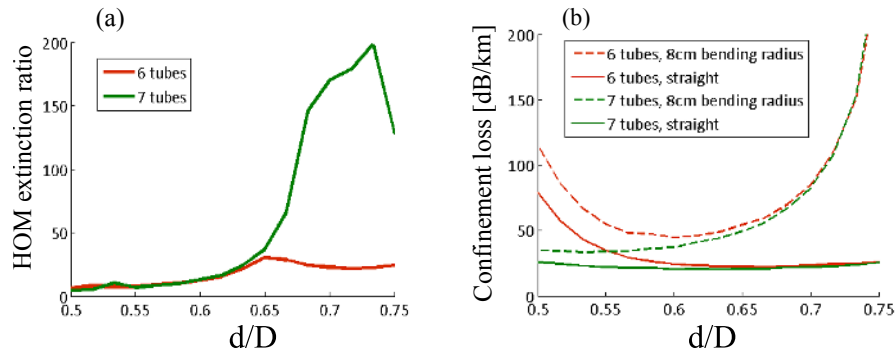 (a)
HOM extinction ratio
200
150
100
50
0
6 tubes
7 tubes
0.5
0.55
0.6
0.65
0.7
0.75
d/D
(b)
Confinement loss [dB/km]
200
150
100
50
0
6 tubes, 8cm bending radius
6 tubes, straight
7 tubes, 8cm bending radius
7 tubes, straight
0.5
0.55
0.6
0.65
0.7
0.75
d/D